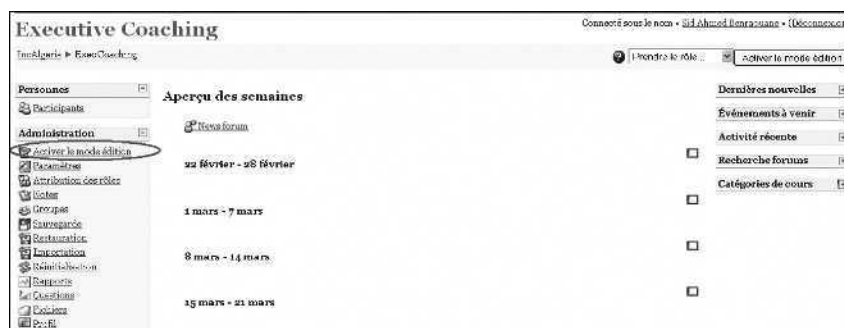 Executive Coaching
Connecté sous le nom « Sid Ahmed Benraouane » (Déconnexion
IncAlgerie ► ExecCoaching
Prendre le rôle...
Activer le mode édition
Personnes
Participants
Administration
Activer le mode édition
Paramètres
Attribution des rôles
Notes
Groupes
Sauvegarde
Restauration
Importation
Réinitialisation
Rapports
Questions
Fichiers
Profil
Aperçu des semaines
News forum
22 février - 28 février
1 mars - 7 mars
8 mars - 14 mars
15 mars - 21 mars
Dernières nouvelles
Événements à venir
Activité récente
Recherche forums
Catégories de cours